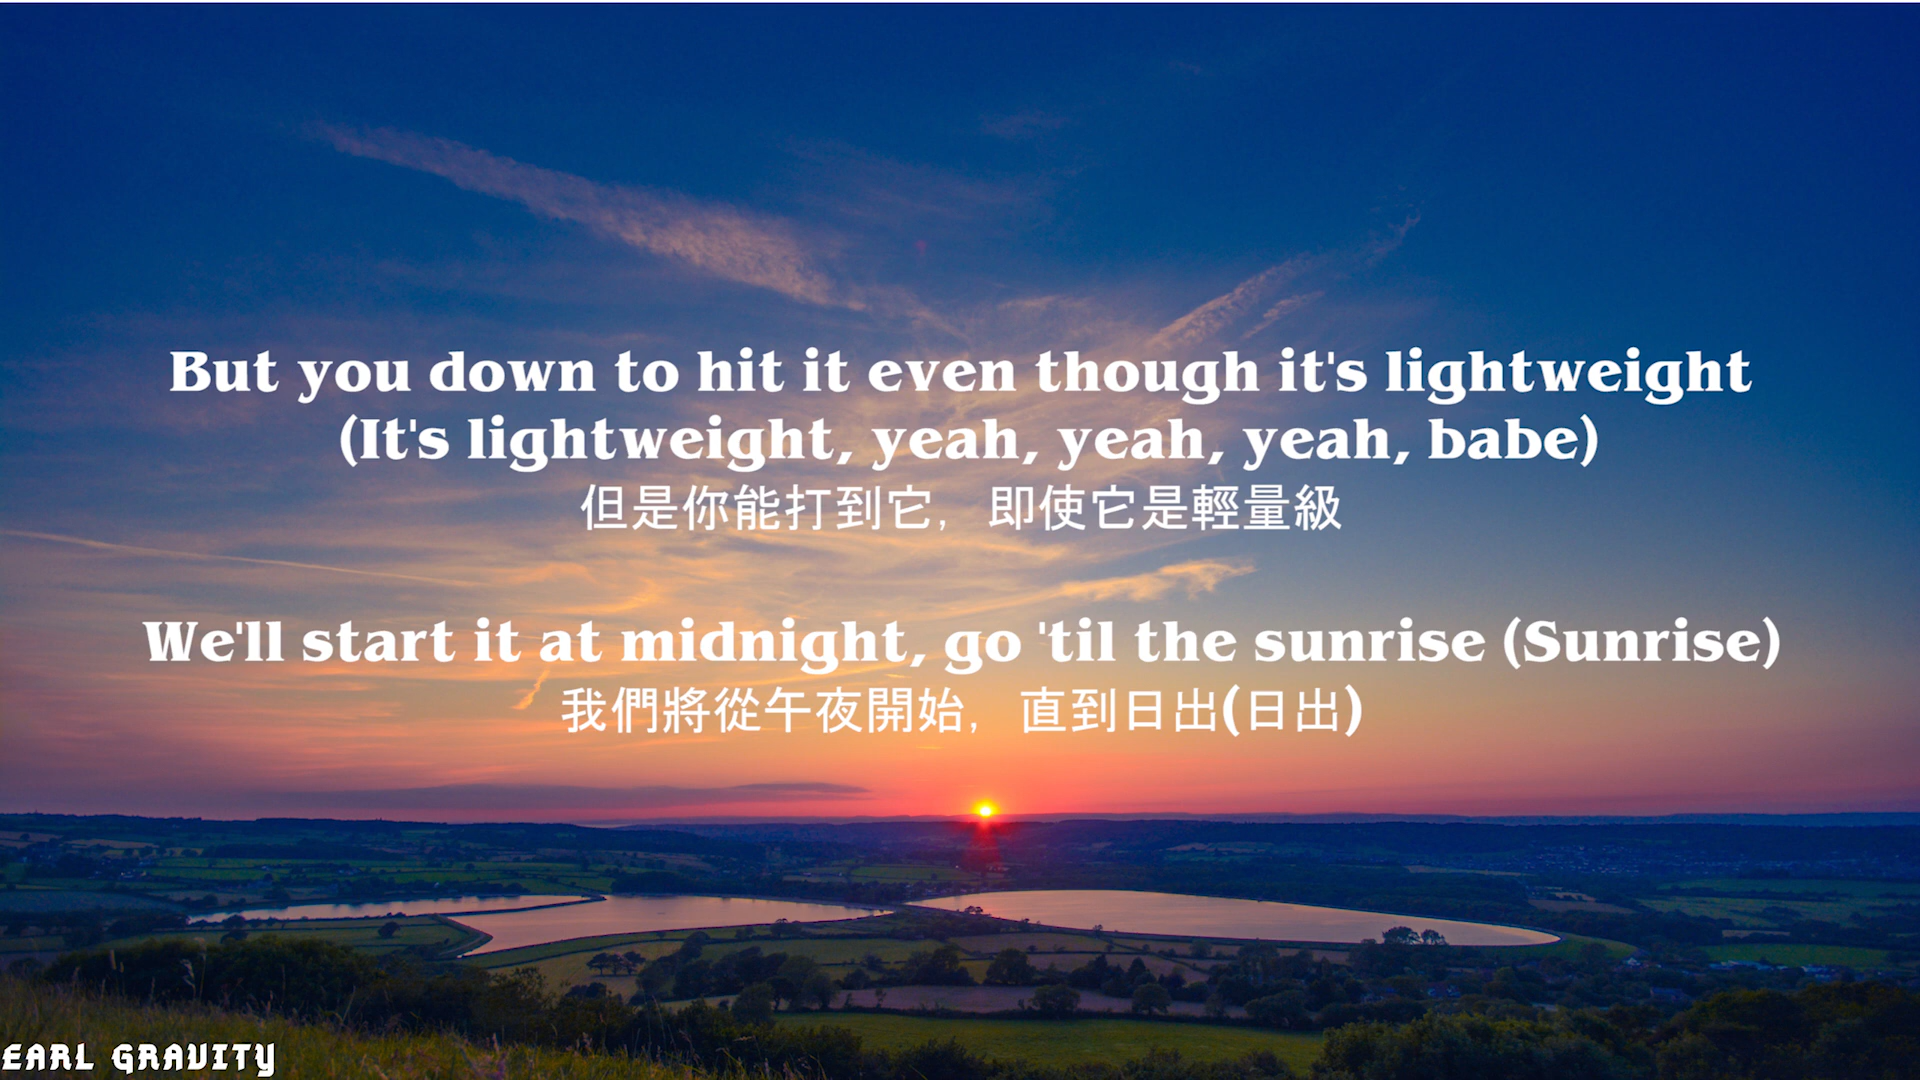 But you down to hit it even though it's lightweight
(It's lightweight, yeah, yeah, yeah, babe)
但是你能打到它，即使它是輕量級
We'll start it at midnight, go 'til the sunrise (Sunrise)
我們將從午夜開始，直到日出(日出)
EARL GRAVITY